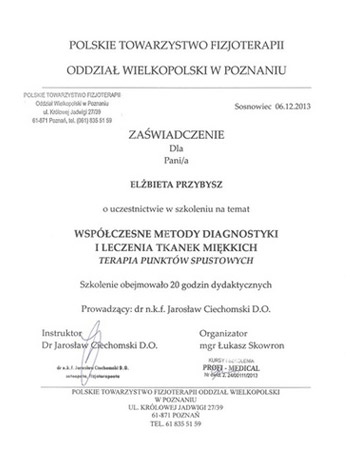 POLSKIE TOWARZYSTWO FIZJOTERAPII
ODDZIAŁ WIELKOPOLSKI W POZNANIU
POLSKIE TOWARZYSTWO FIZJOTERAPII
Oddział Wielkopolski w Poznaniu
ul. Królowej Jadwigi 27/39
61-871 Poznań, tel. (061) 835 51 59
Sosnowiec 06.12.2013
ZAŚWIADCZENIE
Dla
Pani/a
ELŻBIETA PRZYBYSZ
o uczestnictwie w szkoleniu na temat
WSPÓŁCZESNE METODY DIAGNOSTYKI
I LECZENIA TKANEK MIĘKKICH
TERAPIA PUNKTÓW SPUSTOWYCH
Szkolenie obejmowało 20 godzin dydaktycznych
Prowadzący: dr n.k.f. Jarosław Ciechomski D.O.
Instruktor
Dr Jarosław Ciechomski D.O.
dr n.k.f. Jarosław Ciechomski D.O.
osteopata, fizjoterapeuta
Organizator
mgr Łukasz Skowron
KURSY I SZKOLENIA
PROFI - MEDICAL
POLSKIE TOWARZYSTWO FIZJOTERAPII ODDZIAŁ WIELKOPOLSKI
W POZNANIU
UL. KRÓLOWEJ JADWIGI 27/39
61-871 POZNAŃ
TEL. 61 835 51 59